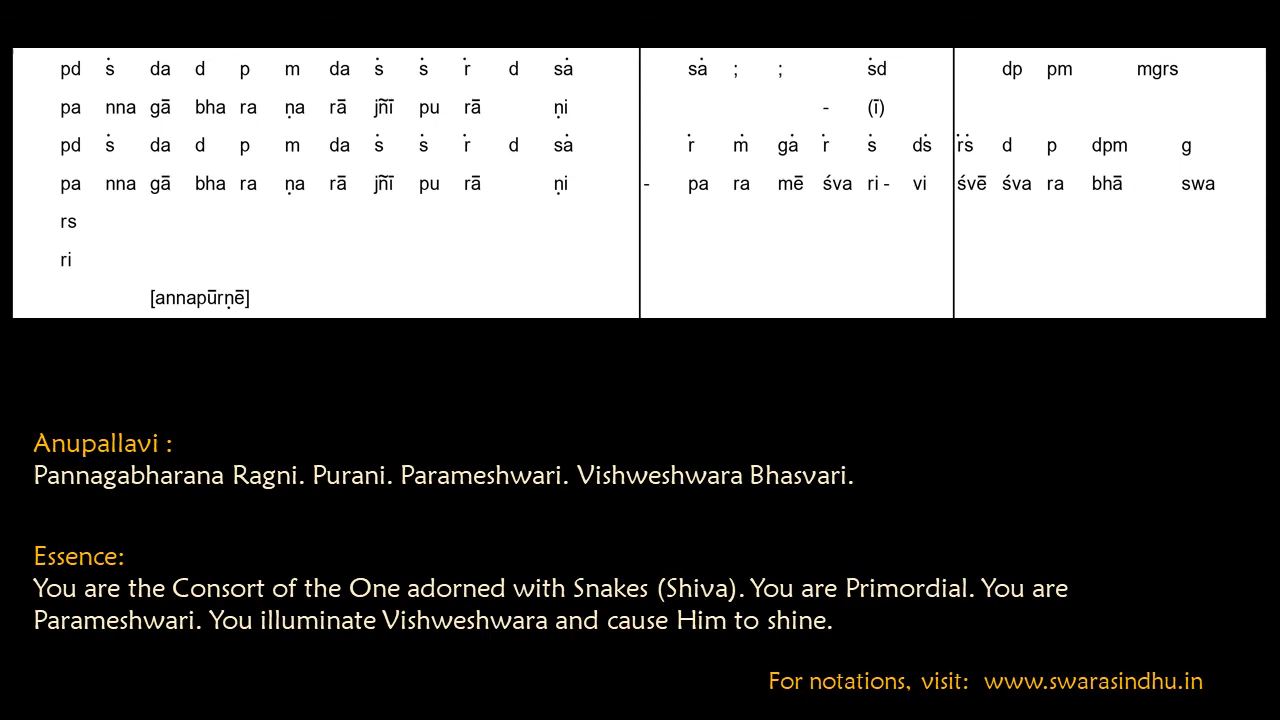 pd ṡ da d p m da ṡ ṡ ṙ d sȧ sȧ ; ; ṡd dp pm mgrs
pa nna gā bha ra ṇa rā jñī pu rā ṇi - (ī)
pd ṡ da d p m da ṡ ṡ ṙ d sȧ ṙ ṁ gȧ ṙ ṡ dṡ ṙṡ d p dpm g
pa nna gā bha ra ṇa rā jñī pu rā ṇi - pa ra mē śva ri - vi śvē śva ra bhā swa
rs
ri
[annapūrṇē]
Anupallavi :
Pannagabharana Ragni. Purani. Parameshwari. Vishweshwara Bhasvari.
Essence:
You are the Consort of the One adorned with Snakes (Shiva). You are Primordial. You are
Parameshwari. You illuminate Vishweshwara and cause Him to shine.
For notations, visit: www.swarasindhu.in